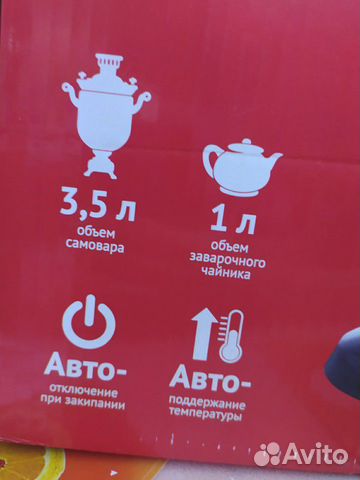 3,5 л
объем
самовара
1 л
объем
заварочного
чайника
Авто-
отключение
при закипании
Авто-
поддержание
температуры
Avito